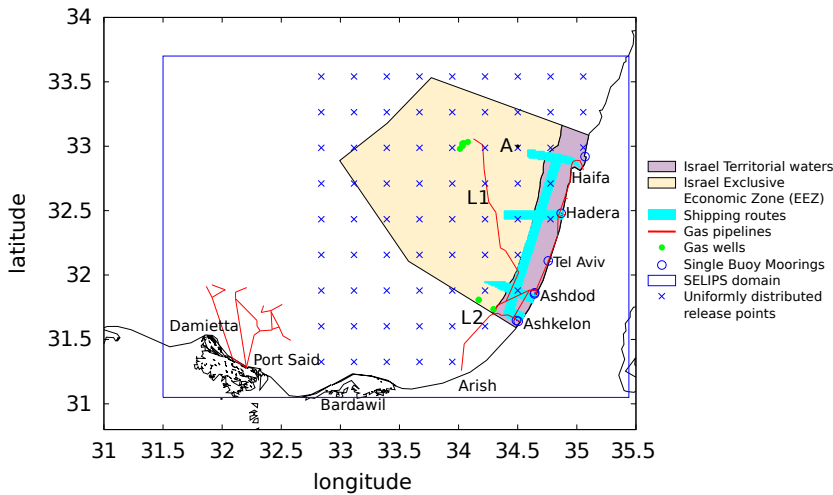 34
33.5
33
32.5
32
31.5
31
31
31.5
32
32.5
33
33.5
34
34.5
35
35.5
latitude
longitude
A
L1
L2
Haifa
Hadera
Tel Aviv
Ashdod
Ashkelon
Damietta
Port Said
Arish
Bardawil
Israel Territorial waters
Israel Exclusive
Economic Zone (EEZ)
Shipping routes
Gas pipelines
Gas wells
Single Buoy Moorings
SELIPS domain
Uniformly distributed
release points